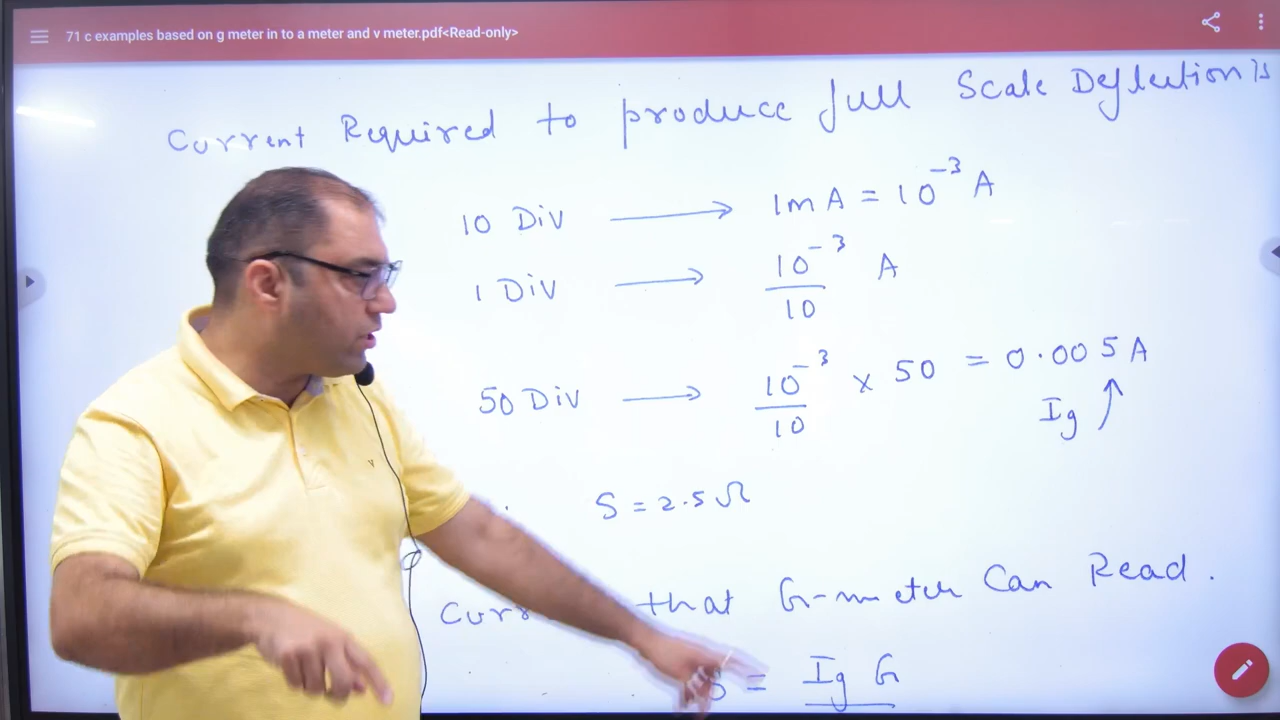 71 c examples based on g meter in to a meter and v meter.pdf<Read-only>
Current Required to produce full Scale Deflection is
10 Div → 1mA = 10⁻³ A
1 Div → 10⁻³/10 A
50 Div → 10⁻³/10 × 50 = 0.005 A
Ig ↑
S = 2.5 Ω
that G-meter Can Read.
S = Ig G